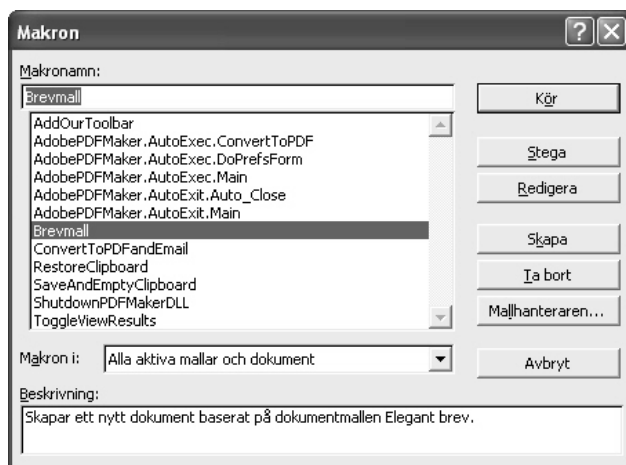 Makron
Makronamn:
Brevmall
AddOurToolbar
AdobePDFMaker.AutoExec.ConvertToPDF
AdobePDFMaker.AutoExec.DoPrefsForm
AdobePDFMaker.AutoExec.Main
AdobePDFMaker.AutoExit.Auto_Close
AdobePDFMaker.AutoExit.Main
Brevmall
ConvertToPDFandEmail
RestoreClipboard
SaveAndEmptyClipboard
ShutdownPDFMakerDLL
ToggleViewResults
Kör
Stega
Redigera
Skapa
Ta bort
Mallhanteraren...
Avbryt
Makron i:
Alla aktiva mallar och dokument
Beskrivning:
Skapar ett nytt dokument baserat på dokumentmallen Elegant brev.